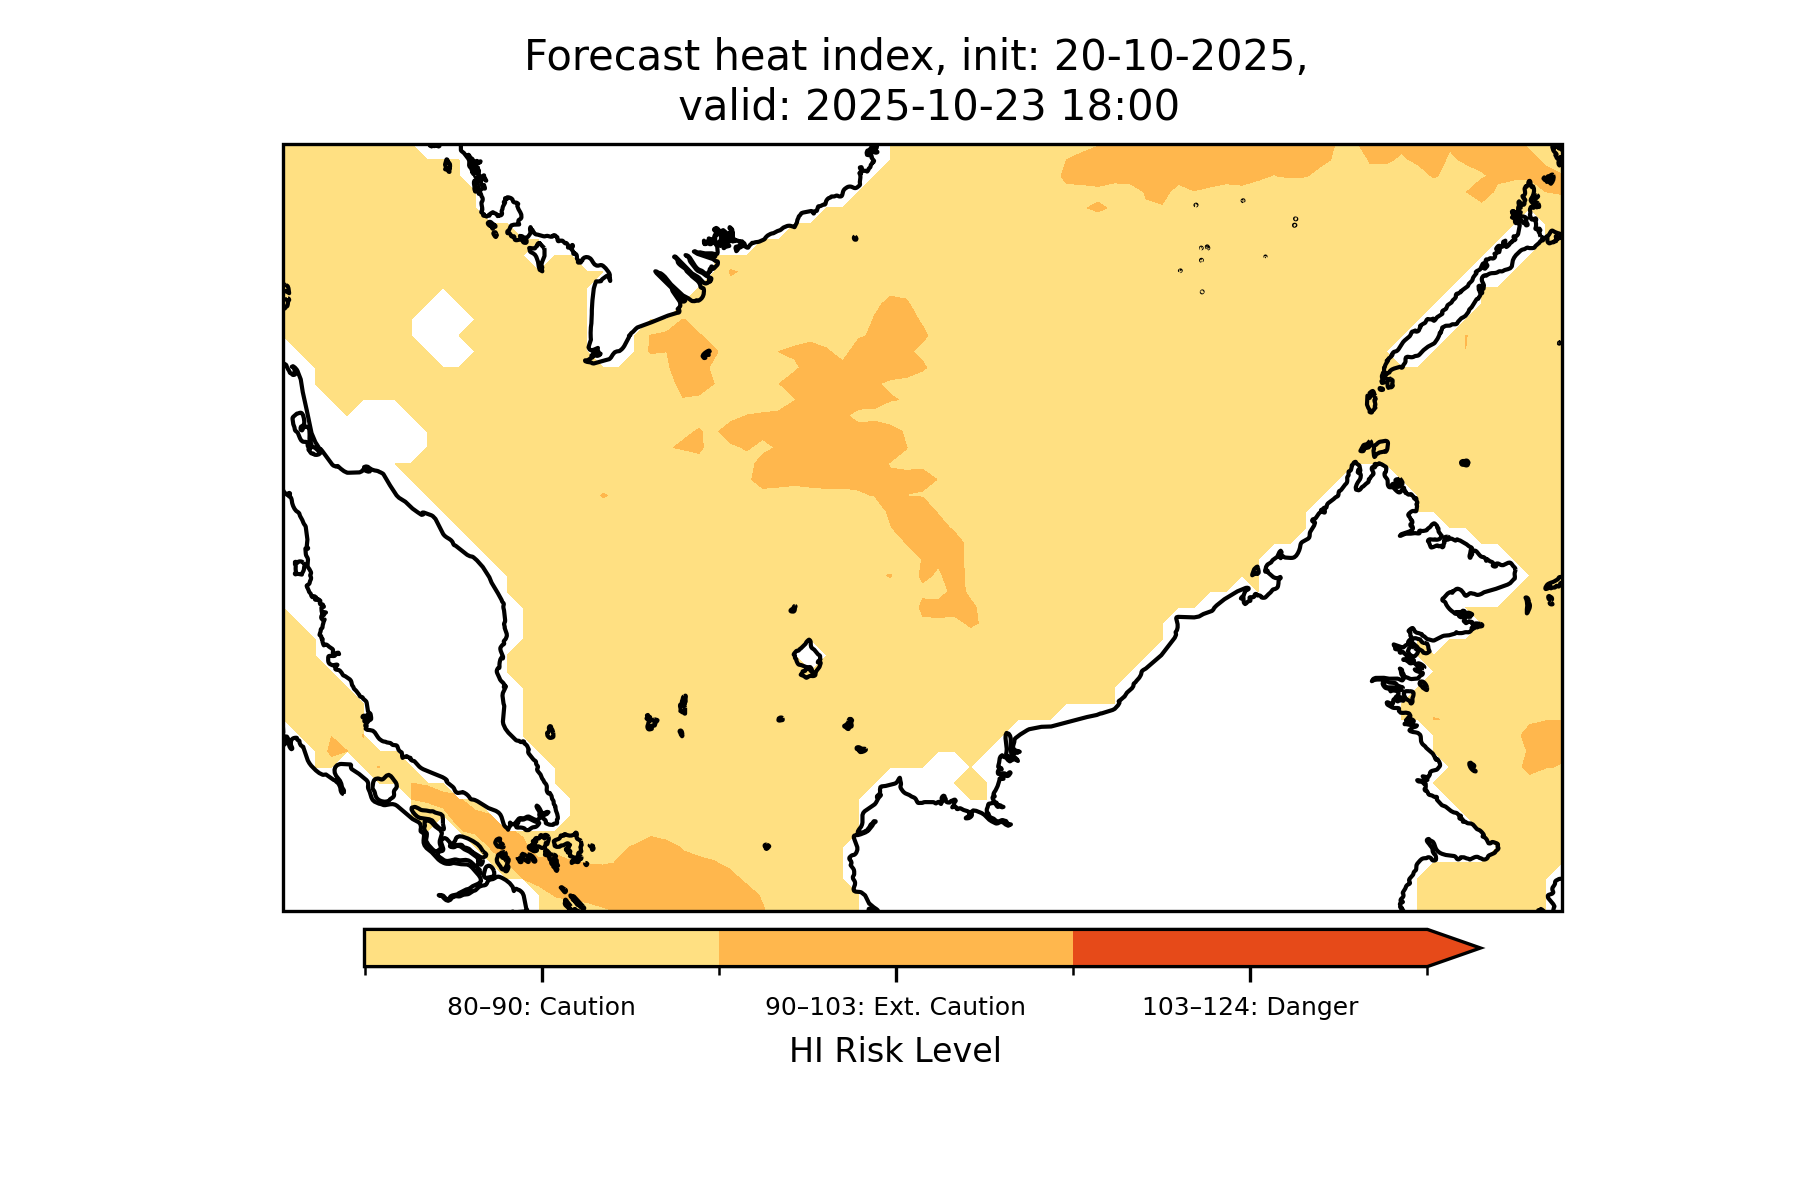 Forecast heat index, init: 20-10-2025,
valid: 2025-10-23 18:00
80–90: Caution
90–103: Ext. Caution
103–124: Danger
HI Risk Level